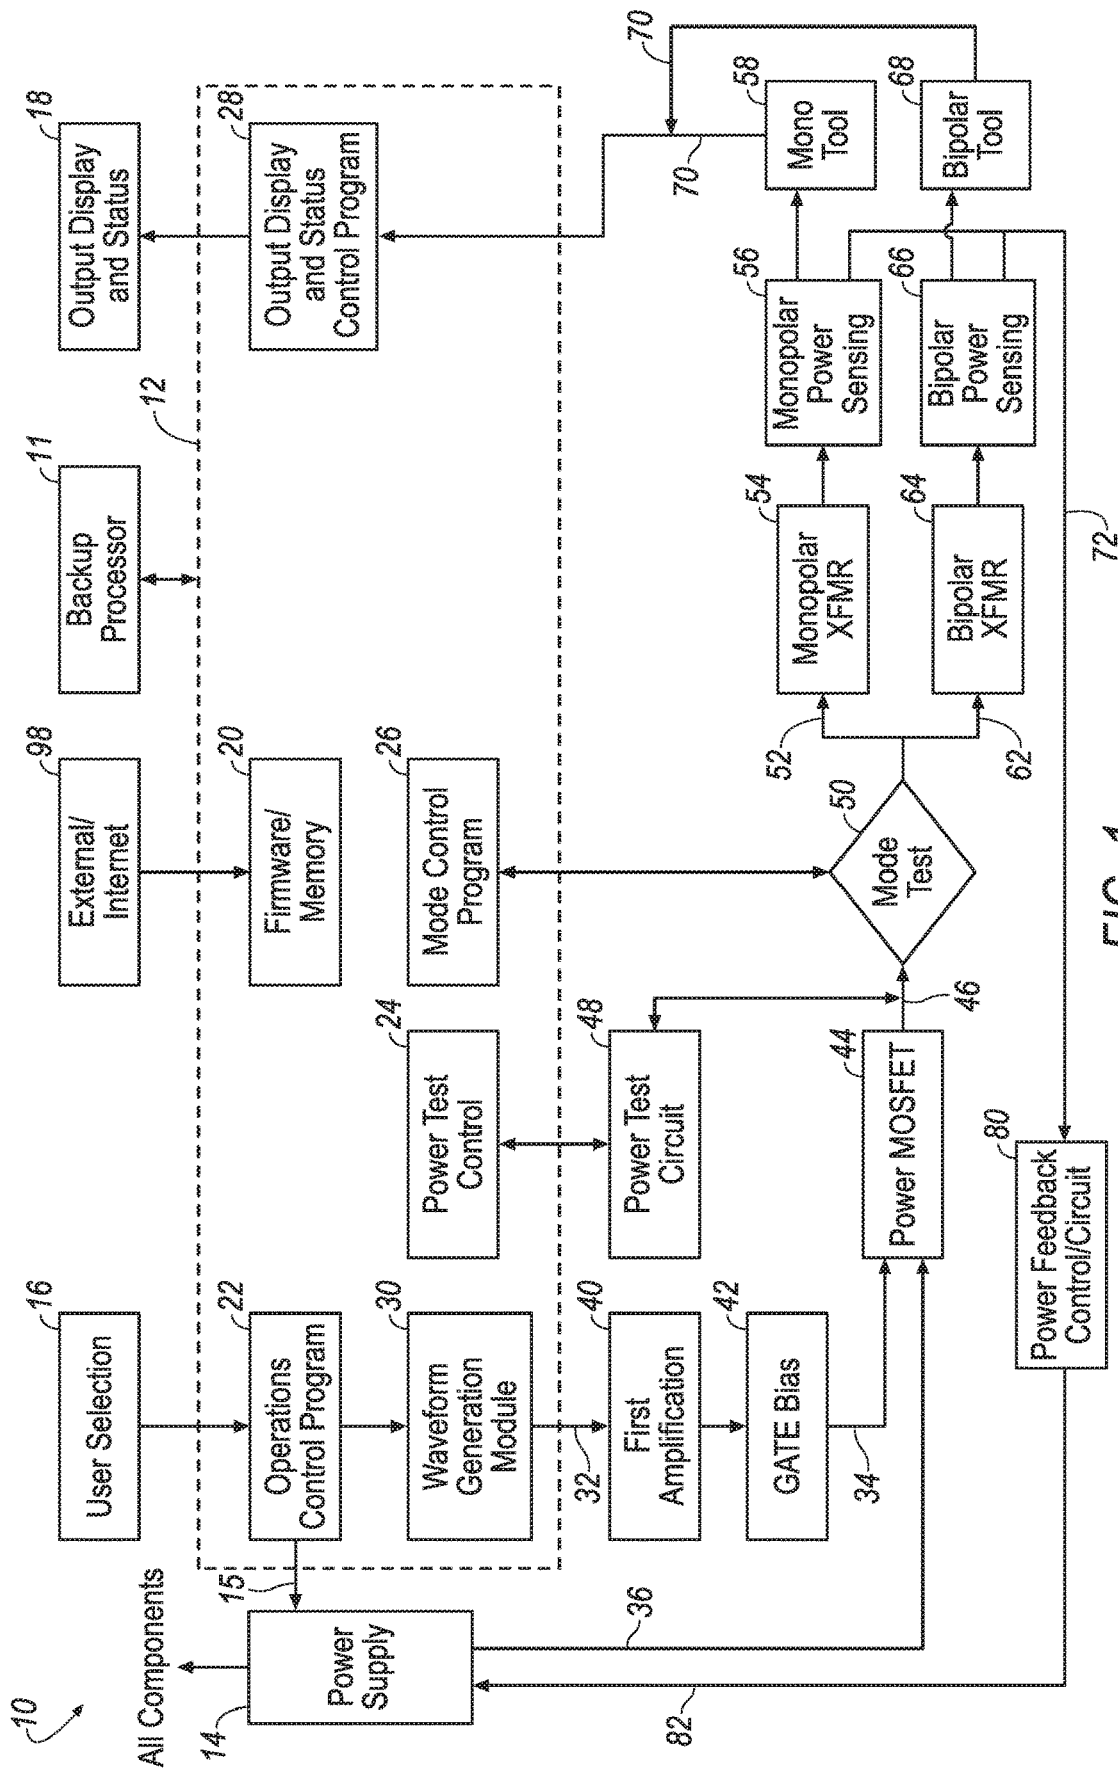 10
All Components
14
Power
Supply
15
36
82
16
User Selection
22
Operations
Control Program
30
Waveform
Generation
Module
32
40
First
Amplification
42
GATE Bias
34
24
Power Test
Control
48
Power Test
Circuit
44
Power MOSFET
46
80
Power Feedback
Control/Circuit
98
External/
Internet
20
Firmware/
Memory
26
Mode Control
Program
50
Mode
Test
52
62
11
Backup
Processor
12
54
Monopolar
XFMR
64
Bipolar
XFMR
72
18
Output Display
and Status
28
Output Display
and Status
Control Program
56
Monopolar
Power
Sensing
66
Bipolar
Power
Sensing
70
70
58
Mono
Tool
68
Bipolar
Tool
FIG. 1